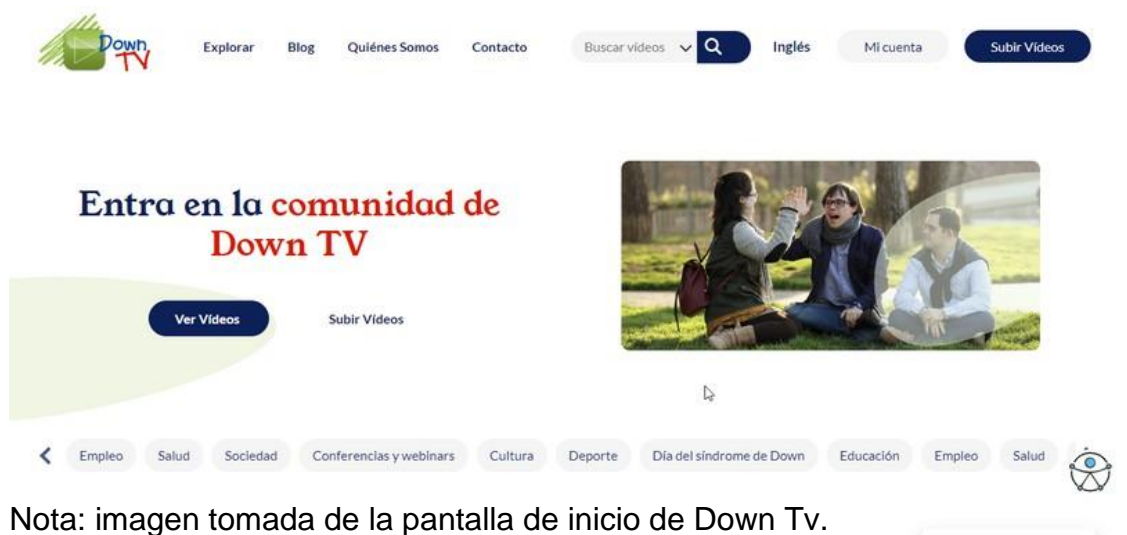 Down
TV
Explorar Blog Quiénes Somos Contacto Buscar vídeos Inglés Mi cuenta Subir Vídeos
Entra en la comunidad de
Down TV
Ver Vídeos Subir Vídeos
Empleo Salud Sociedad Conferencias y webinars Cultura Deporte Día del síndrome de Down Educación Empleo Salud
Nota: imagen tomada de la pantalla de inicio de Down Tv.